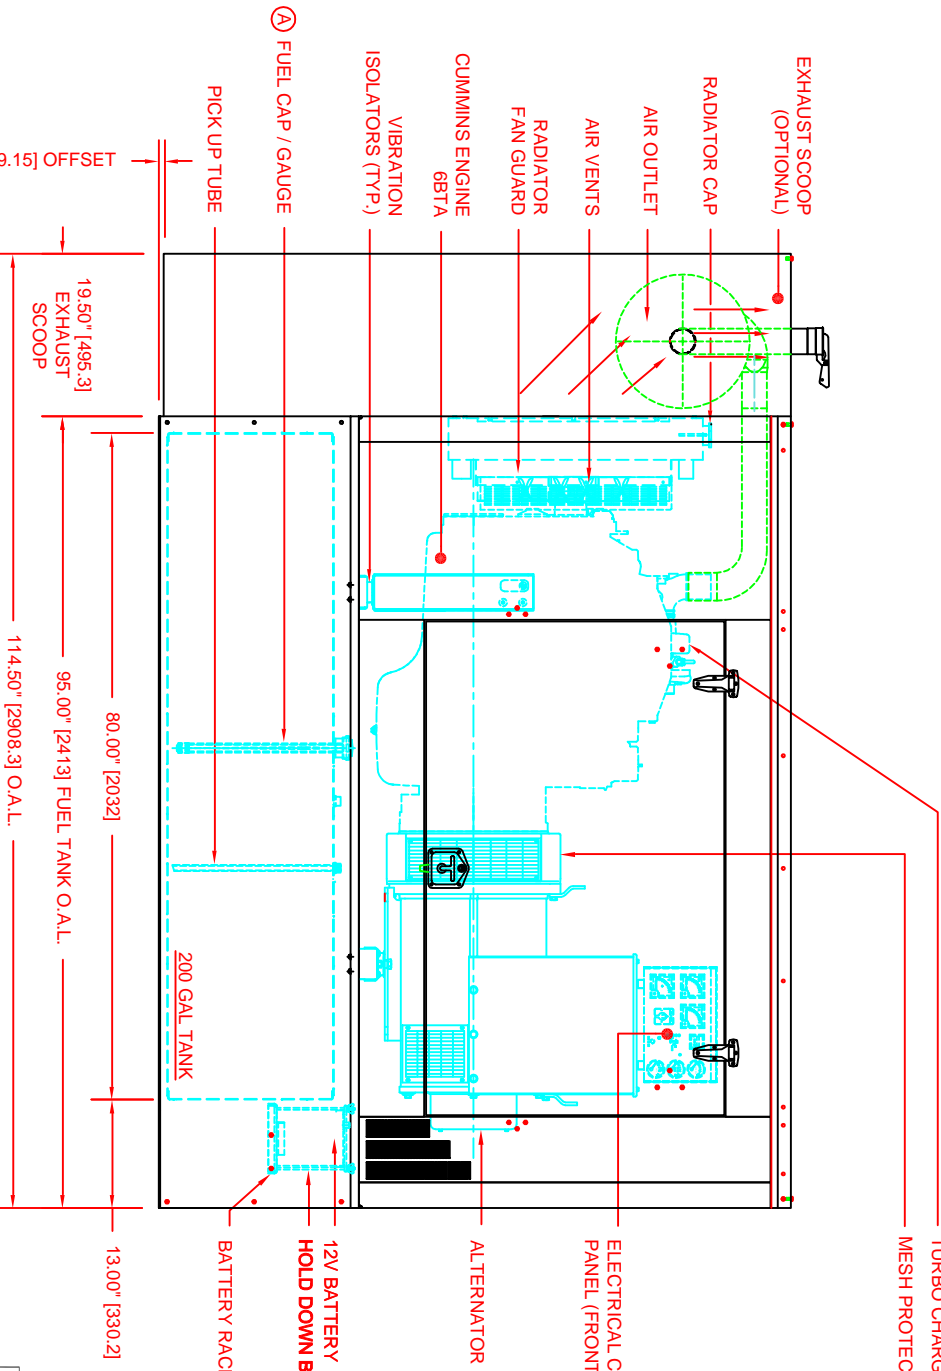 EXHAUST SCOOP
(OPTIONAL)
RADIATOR CAP
AIR OUTLET
AIR VENTS
RADIATOR
FAN GUARD
CUMMINS ENGINE
6BTA
VIBRATION
ISOLATORS (TYP.)
A FUEL CAP / GAUGE
PICK UP TUBE
9.15] OFFSET
19.50" [495.3]
EXHAUST
SCOOP
80.00" [2032]
95.00" [2413] FUEL TANK O.A.L.
114.50" [2908.3] O.A.L.
13.00" [330.2]
200 GAL TANK
TURBO CHARG
MESH PROTEC
ELECTRICAL C
PANEL (FRONT
ALTERNATOR
12V BATTERY
HOLD DOWN B
BATTERY RAC